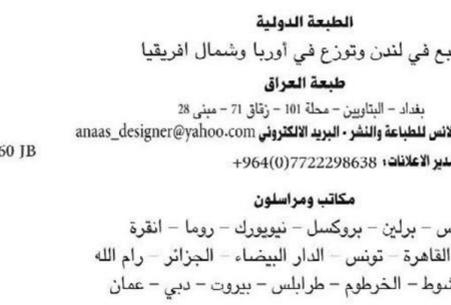 الطبعة الدولية
بع في لندن وتوزع في أوربا وشمال افريقيا
طبعة العراق
بغداد – البتاويين – محلة 101 – زقاق 71 – مبنى 28
لانس للطباعة والنشر - البريد الالكتروني anaas_designer@yahoo.com
60 JB
دير الاعلانات: 7722298638(0)964+
مكاتب ومراسلون
س – برلين – بروكسل – نيويورك – روما – انقرة
القاهرة – تونس – الدار البيضاء – الجزائر – رام الله
شوط – الخرطوم – طرابلس – بيروت – دبي – عمان